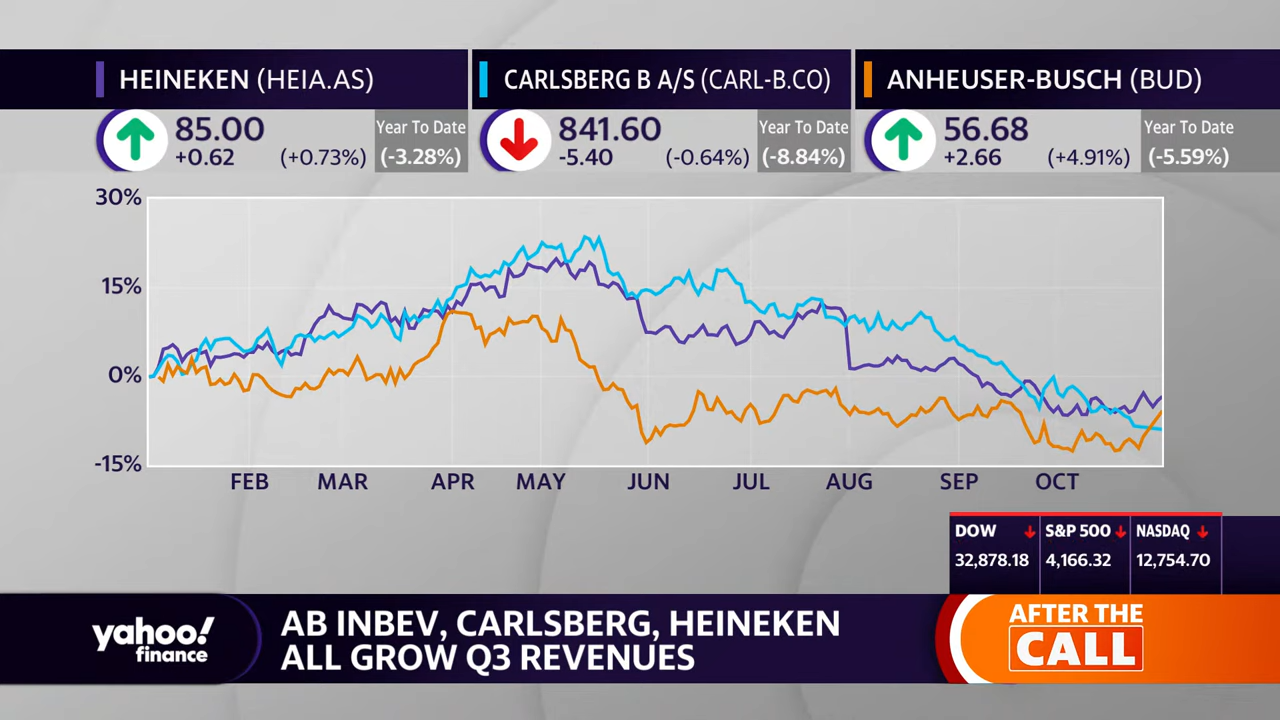 HEINEKEN (HEIA.AS)
85.00
+0.62 (+0.73%)
Year To Date
(-3.28%)
CARLSBERG B A/S (CARL-B.CO)
841.60
-5.40 (-0.64%)
Year To Date
(-8.84%)
ANHEUSER-BUSCH (BUD)
56.68
+2.66 (+4.91%)
Year To Date
(-5.59%)
30%
15%
0%
-15%
FEB MAR APR MAY JUN JUL AUG SEP OCT
DOW S&P 500 NASDAQ
32,878.18 4,166.32 12,754.70
yahoo!
finance
AB INBEV, CARLSBERG, HEINEKEN
ALL GROW Q3 REVENUES
AFTER THE
CALL